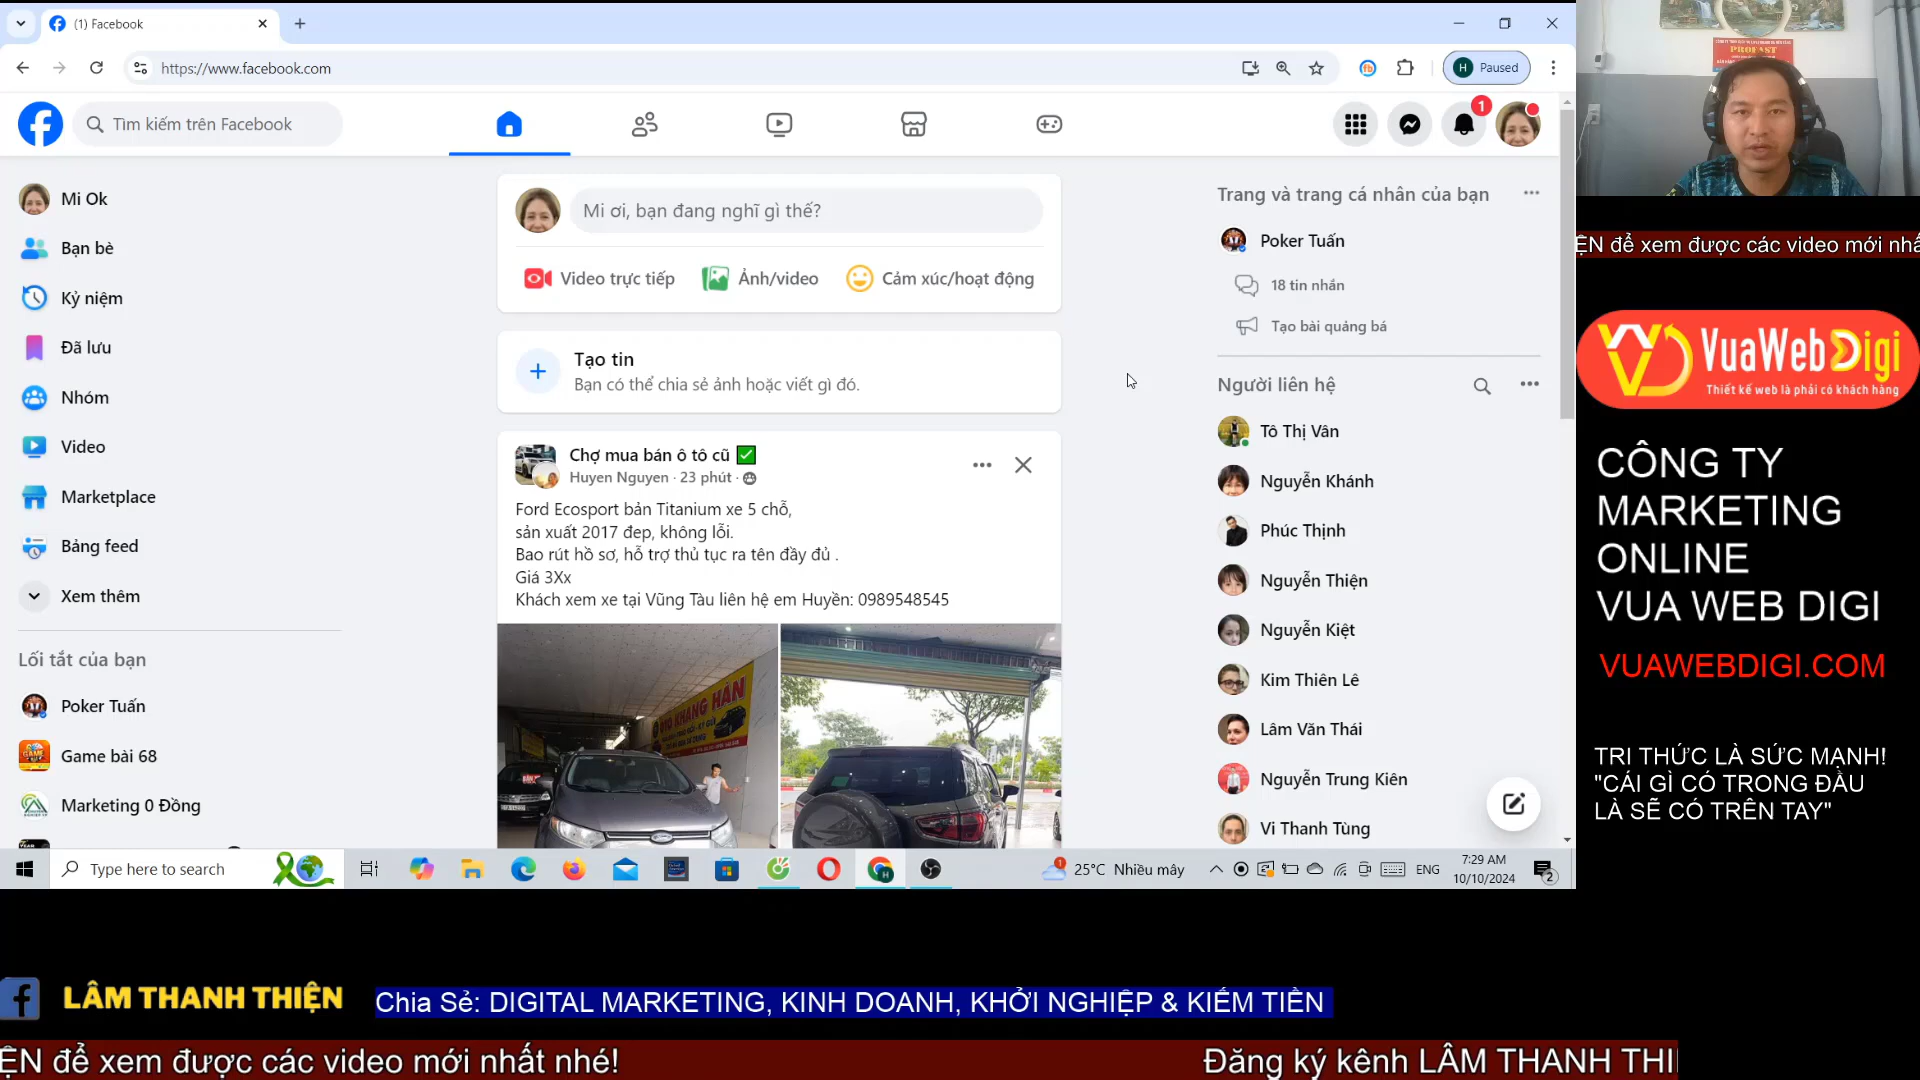 (1) Facebook
https://www.facebook.com
Paused
H
Tìm kiếm trên Facebook
1
Mi Ok
Bạn bè
Kỷ niệm
Đã lưu
Nhóm
Video
Marketplace
Bảng feed
Xem thêm
Lối tắt của bạn
Poker Tuấn
Game bài 68
Marketing 0 Đồng
Mi ơi, bạn đang nghĩ gì thế?
Video trực tiếp
Ảnh/video
Cảm xúc/hoạt động
Tạo tin
Bạn có thể chia sẻ ảnh hoặc viết gì đó.
Chợ mua bán ô tô cũ ✅
Huyen Nguyen · 23 phút ·
Ford Ecosport bản Titanium xe 5 chỗ,
sản xuất 2017 đẹp, không lỗi.
Bao rút hồ sơ, hỗ trợ thủ tục ra tên đầy đủ .
Giá 3Xx
Khách xem xe tại Vũng Tàu liên hệ em Huyền: 0989548545
OTO KHANG HÂN
Trang và trang cá nhân của bạn
Poker Tuấn
18 tin nhắn
Tạo bài quảng bá
Người liên hệ
Tô Thị Vân
Nguyễn Khánh
Phúc Thịnh
Nguyễn Thiện
Nguyễn Kiệt
Kim Thiên Lê
Lâm Văn Thái
Nguyễn Trung Kiên
Vi Thanh Tùng
Type here to search
1
25°C Nhiều mây
ENG
7:29 AM
10/10/2024
2
PROFAST
ỆN để xem được các video mới nhấ
VuaWebDigi
Thiết kế web là phải có khách hàng
CÔNG TY
MARKETING
ONLINE
VUA WEB DIGI
VUAWEBDIGI.COM
TRI THỨC LÀ SỨC MẠNH!
"CÁI GÌ CÓ TRONG ĐẦU
LÀ SẼ CÓ TRÊN TAY"
LÂM THANH THIỆN
Chia Sẻ: DIGITAL MARKETING, KINH DOANH, KHỞI NGHIỆP & KIẾM TIỀN
ỆN để xem được các video mới nhất nhé!
Đăng ký kênh LÂM THANH THI